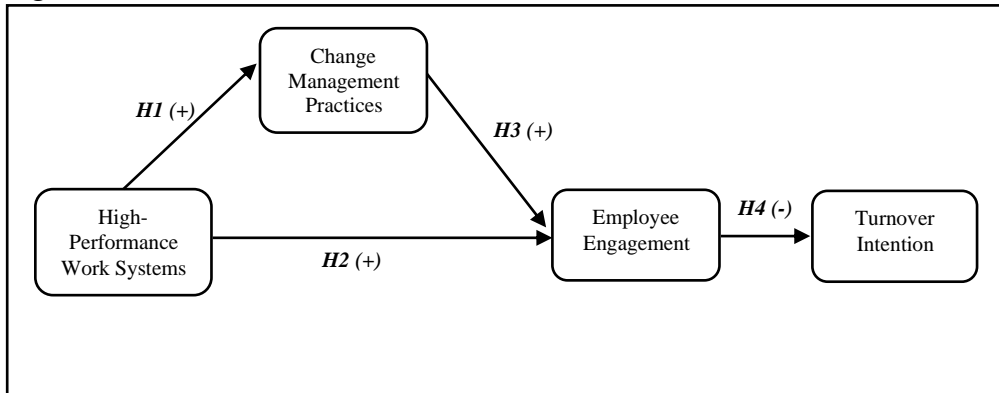 Change
Management
Practices
H1 (+)
H3 (+)
High-
Performance
Work Systems
H2 (+)
Employee
Engagement
H4 (-)
Turnover
Intention